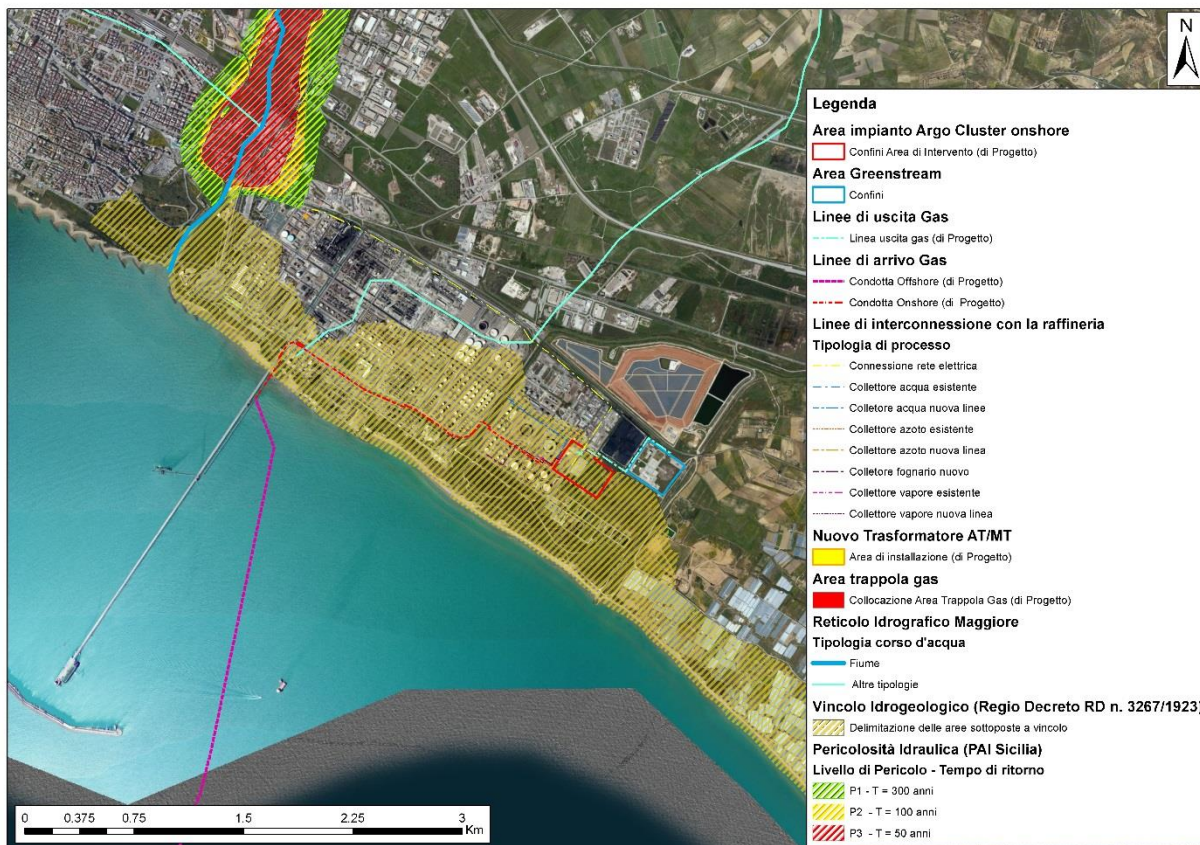 N
Legenda
Area impianto Argo Cluster onshore
Confini Area di Intervento (di Progetto)
Area Greenstream
Confini
Linee di uscita Gas
Linea uscita gas (di Progetto)
Linee di arrivo Gas
Condotta Offshore (di Progetto)
Condotta Onshore (di Progetto)
Linee di interconnessione con la raffineria
Tipologia di processo
Connessione rete elettrica
Collettore acqua esistente
Collettore acqua nuova linee
Collettore azoto esistente
Collettore azoto nuova linea
Colletore fognario nuovo
Collettore vapore esistente
Collettore vapore nuova linea
Nuovo Trasformatore AT/MT
Area di installazione (di Progetto)
Area trappola gas
Collocazione Area Trappola Gas (di Progetto)
Reticolo Idrografico Maggiore
Tipologia corso d'acqua
Fiume
Altre tipologie
Vincolo Idrogeologico (Regio Decreto RD n. 3267/1923)
Delimitazione delle aree sottoposte a vincolo
Pericolosità Idraulica (PAI Sicilia)
Livello di Pericolo - Tempo di ritorno
P1 - T = 300 anni
P2 - T = 100 anni
P3 - T = 50 anni
0 0.375 0.75 1.5 2.25 3
Km